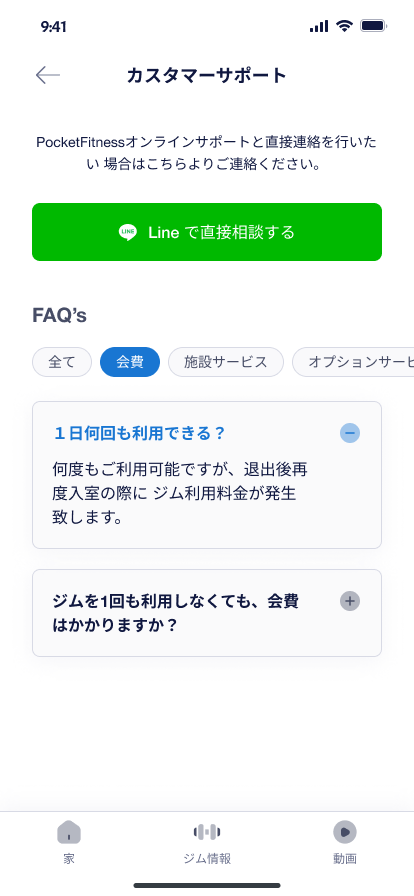 9:41
カスタマーサポート
PocketFitnessオンラインサポートと直接連絡を行いた
い 場合はこちらよりご連絡ください。
LINE Line で直接相談する
FAQ’s
全て 会費 施設サービス オプションサービ
１日何回も利用できる？
何度もご利用可能ですが、退出後再
度入室の際に ジム利用料金が発生
致します。
ジムを1回も利用しなくても、会費
はかかりますか？
家 ジム情報 動画